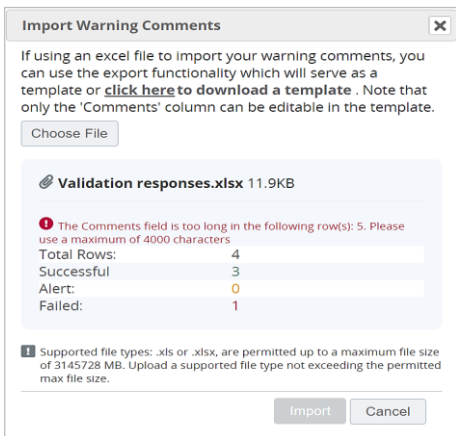 Import Warning Comments
If using an excel file to import your warning comments, you
can use the export functionality which will serve as a
template or click here to download a template . Note that
only the 'Comments' column can be editable in the template.
Choose File
Validation responses.xlsx 11.9KB
The Comments field is too long in the following row(s): 5. Please
use a maximum of 4000 characters
Total Rows: 4
Successful 3
Alert: 0
Failed: 1
Supported file types: .xls or .xlsx, are permitted up to a maximum file size
of 3145728 MB. Upload a supported file type not exceeding the permitted
max file size.
Import Cancel